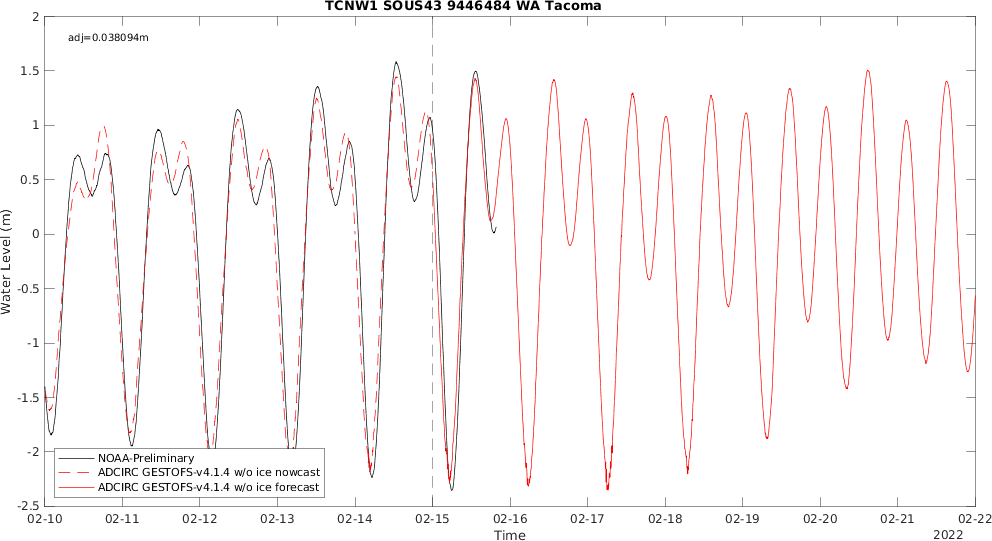 TCNW1 SOUS43 9446484 WA Tacoma
adj=0.038094m
Water Level (m)
2
1.5
1
0.5
0
-0.5
-1
-1.5
-2
-2.5
NOAA-Preliminary
ADCIRC GESTOFS-v4.1.4 w/o ice nowcast
ADCIRC GESTOFS-v4.1.4 w/o ice forecast
02-10 02-11 02-12 02-13 02-14 02-15 02-16 02-17 02-18 02-19 02-20 02-21 02-22
Time
2022